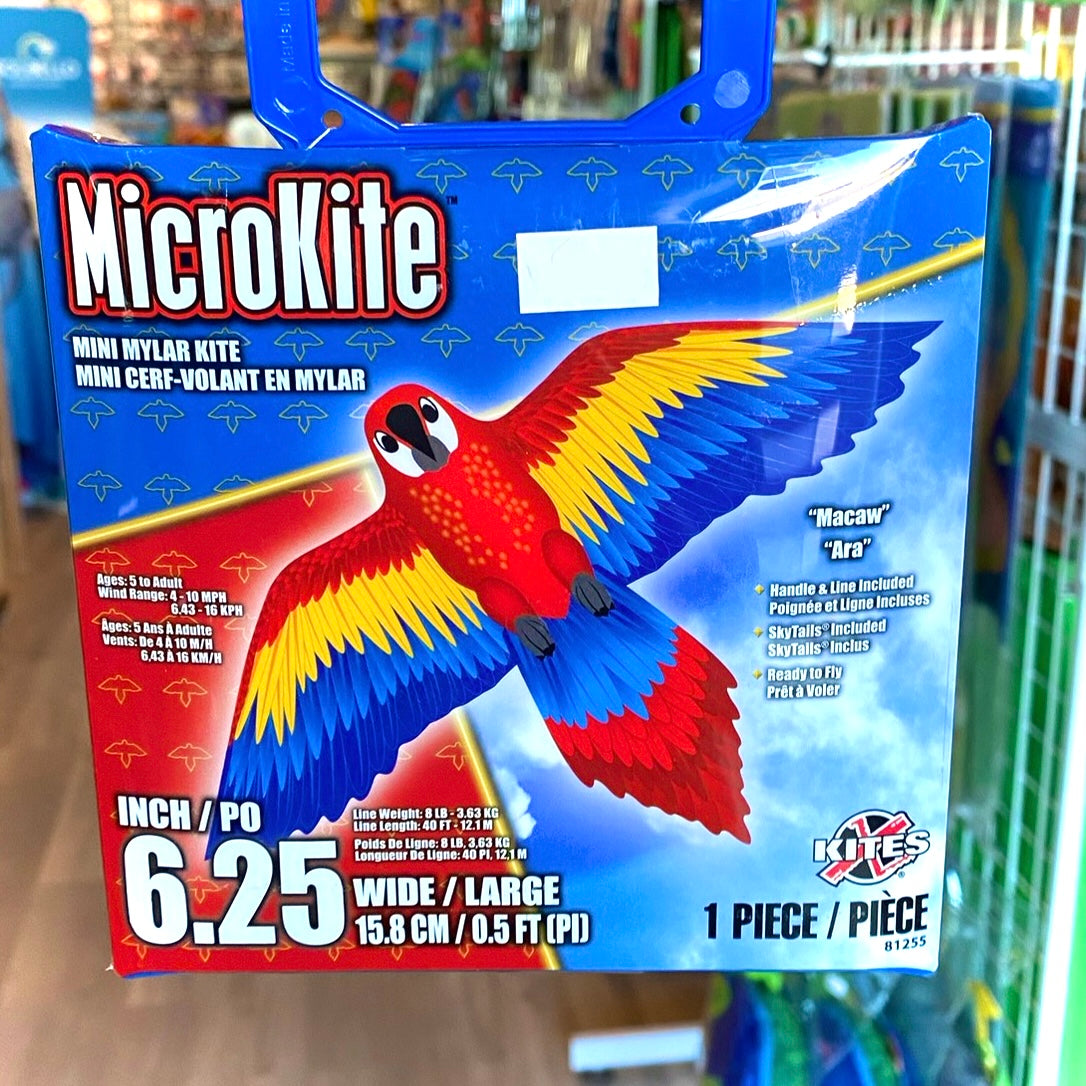 Made in
MicroKite™
MINI MYLAR KITE
MINI CERF-VOLANT EN MYLAR
"Macaw"
"Ara"
Ages: 5 to Adult
Wind Range: 4 - 10 MPH
6.43 - 16 KPH
Âges: 5 Ans À Adulte
Vents: De 4 À 10 M/H
6,43 À 16 KM/H
Handle & Line Included
Poignée et Ligne Incluses
SkyTails® Included
SkyTails® Inclus
Ready to Fly
Prêt à Voler
INCH / PO
6.25
Line Weight: 8 LB - 3.63 KG
Line Length: 40 FT - 12.1 M
Poids De Ligne: 8 LB, 3,63 KG
Longueur De Ligne: 40 PI, 12,1 M
WIDE / LARGE
15.8 CM / 0.5 FT (PI)
X KITES®
1 PIECE / PIÈCE
81255